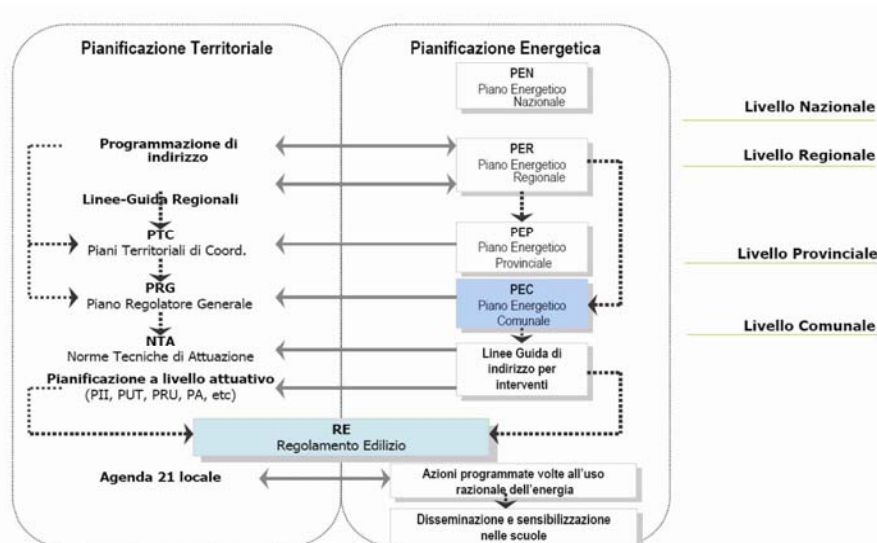 Pianificazione Territoriale
Pianificazione Energetica
PEN
Piano Energetico
Nazionale
Livello Nazionale
Programmazione di
indirizzo
PER
Piano Energetico
Regionale
Livello Regionale
Linee-Guida Regionali
PTC
Piani Territoriali di Coord.
PEP
Piano Energetico
Provinciale
Livello Provinciale
PRG
Piano Regolatore Generale
PEC
Piano Energetico
Comunale
Livello Comunale
NTA
Norme Tecniche di Attuazione
Linee Guida di
indirizzo per
interventi
Pianificazione a livello attuativo
(PII, PUT, PRU, PA, etc)
RE
Regolamento Edilizio
Agenda 21 locale
Azioni programmate volte all'uso
razionale dell'energia
Disseminazione e sensibilizzazione
nelle scuole